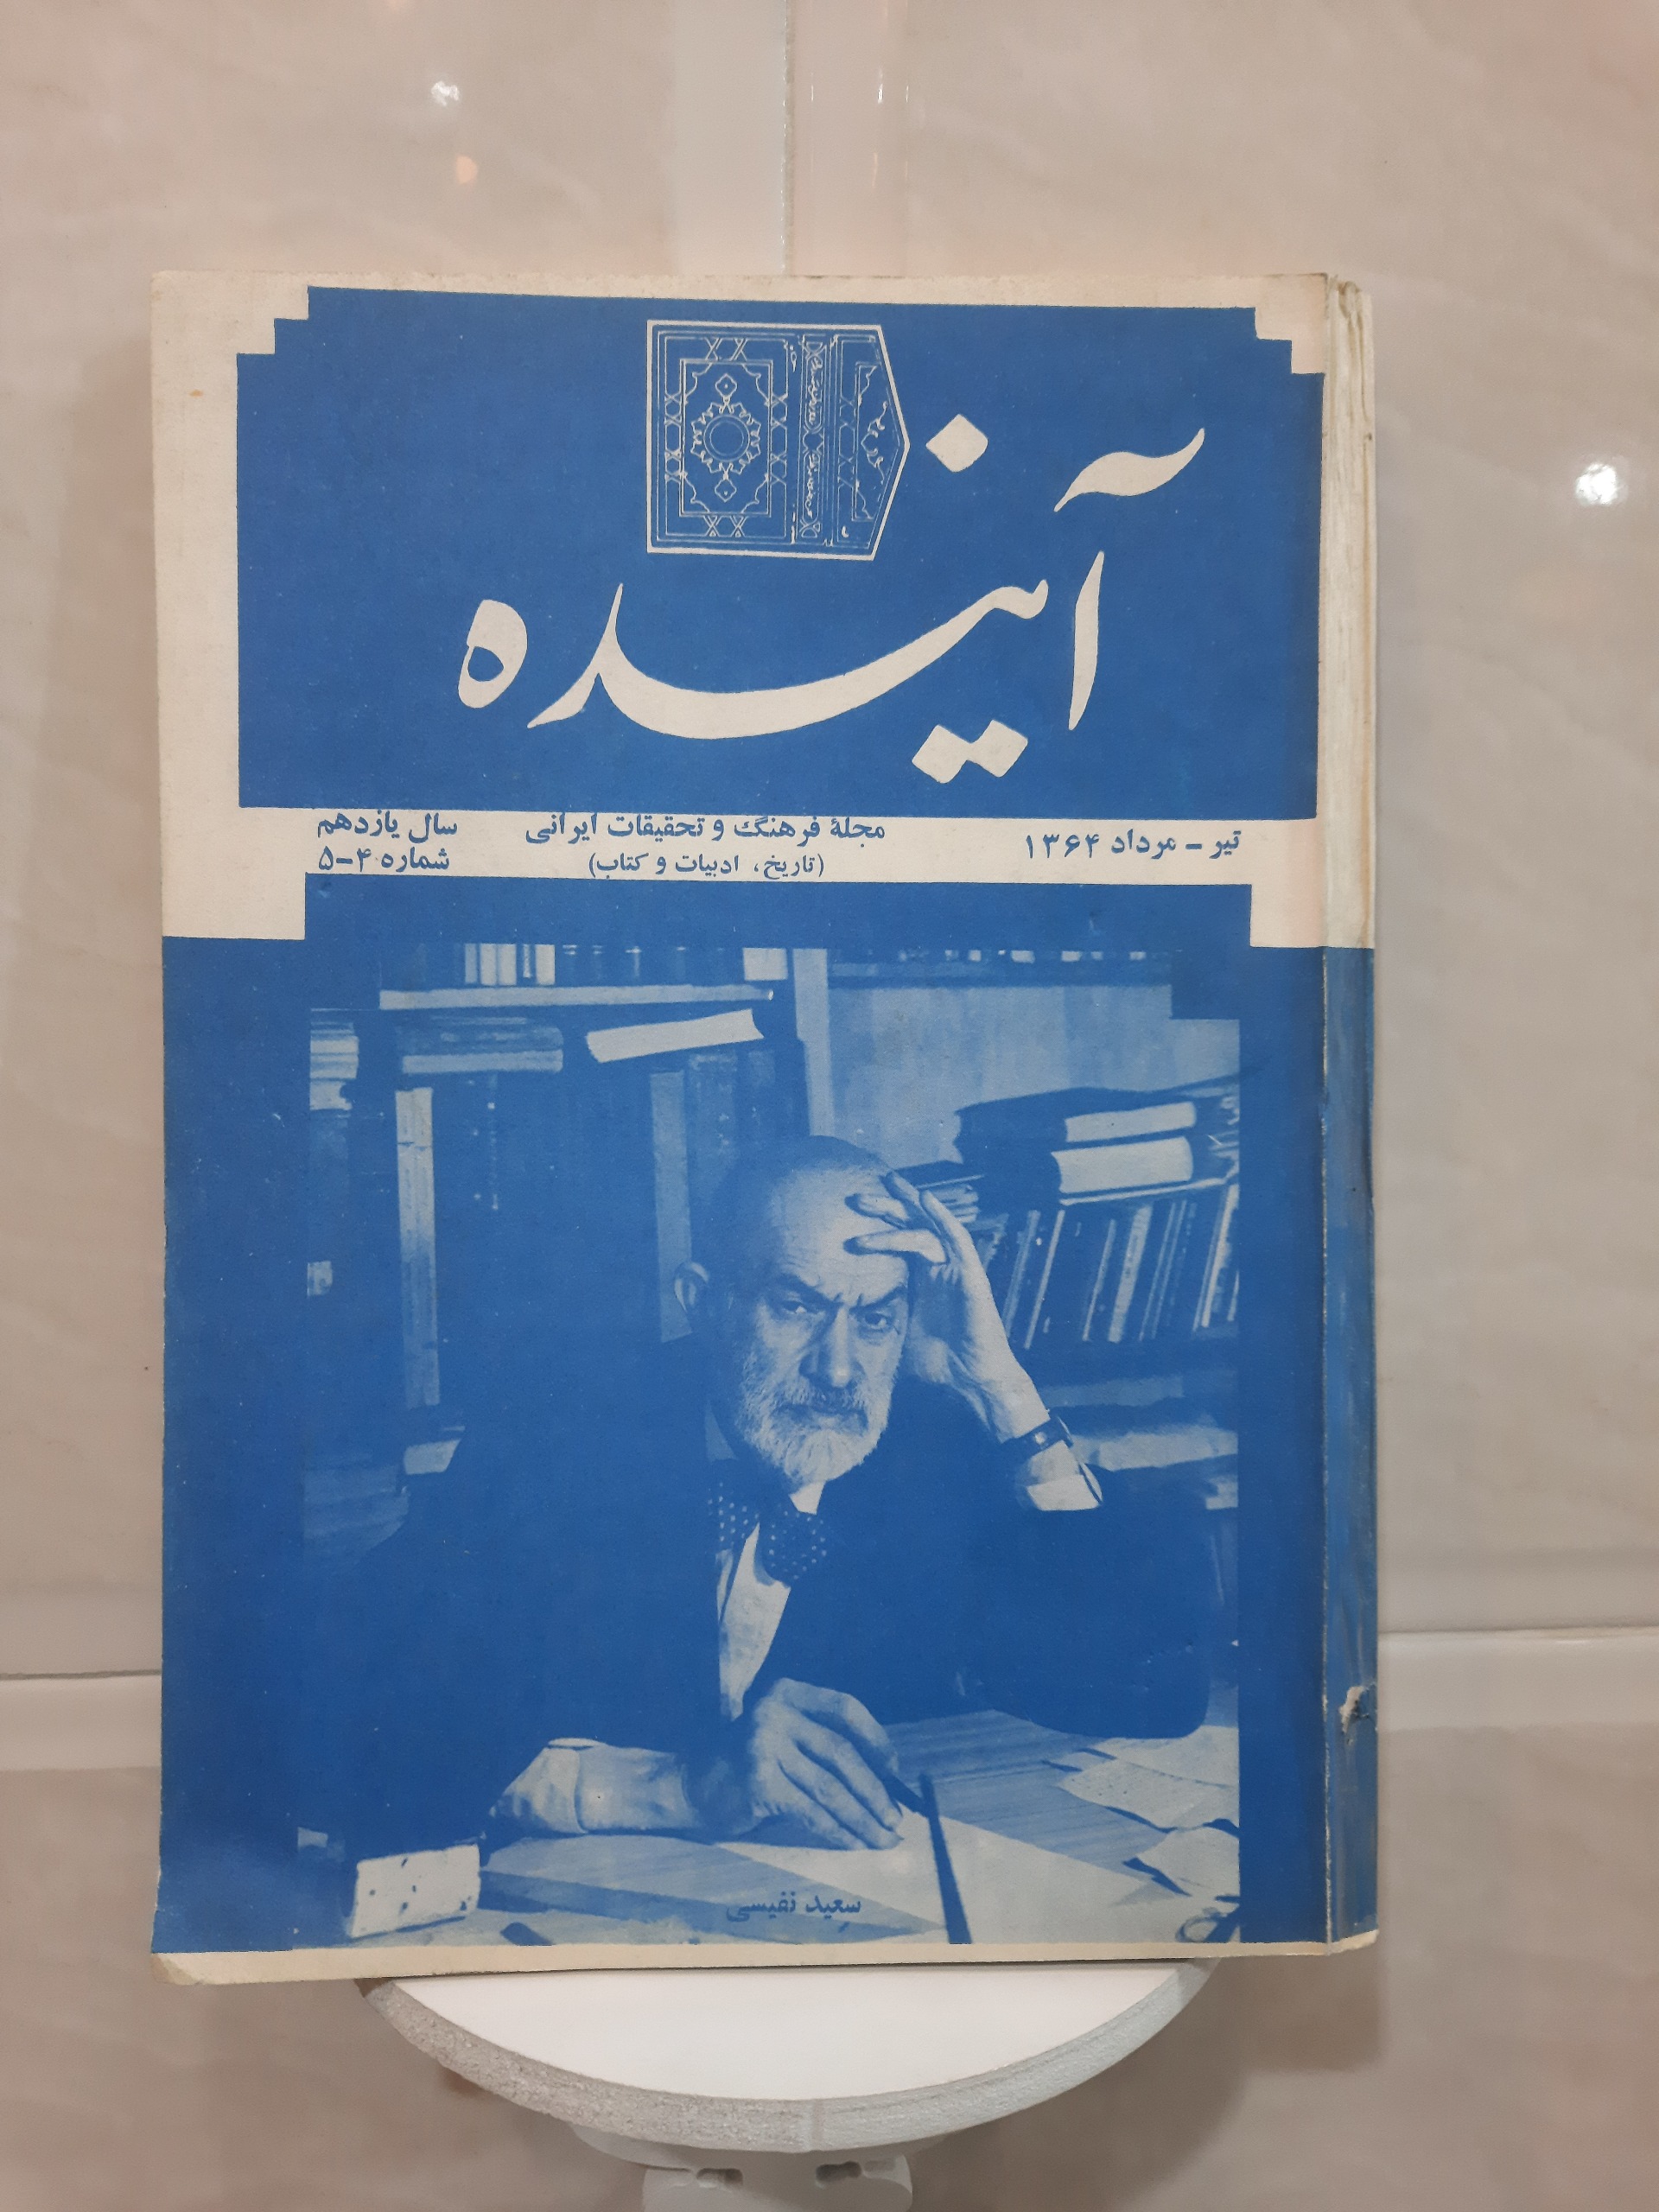 آینده
تیر - مرداد ۱۳۶۴
مجلهٔ فرهنگ و تحقیقات ایرانی
(تاریخ، ادبیات و کتاب)
سال یازدهم
شماره ۴-۵
سعید نفیسی